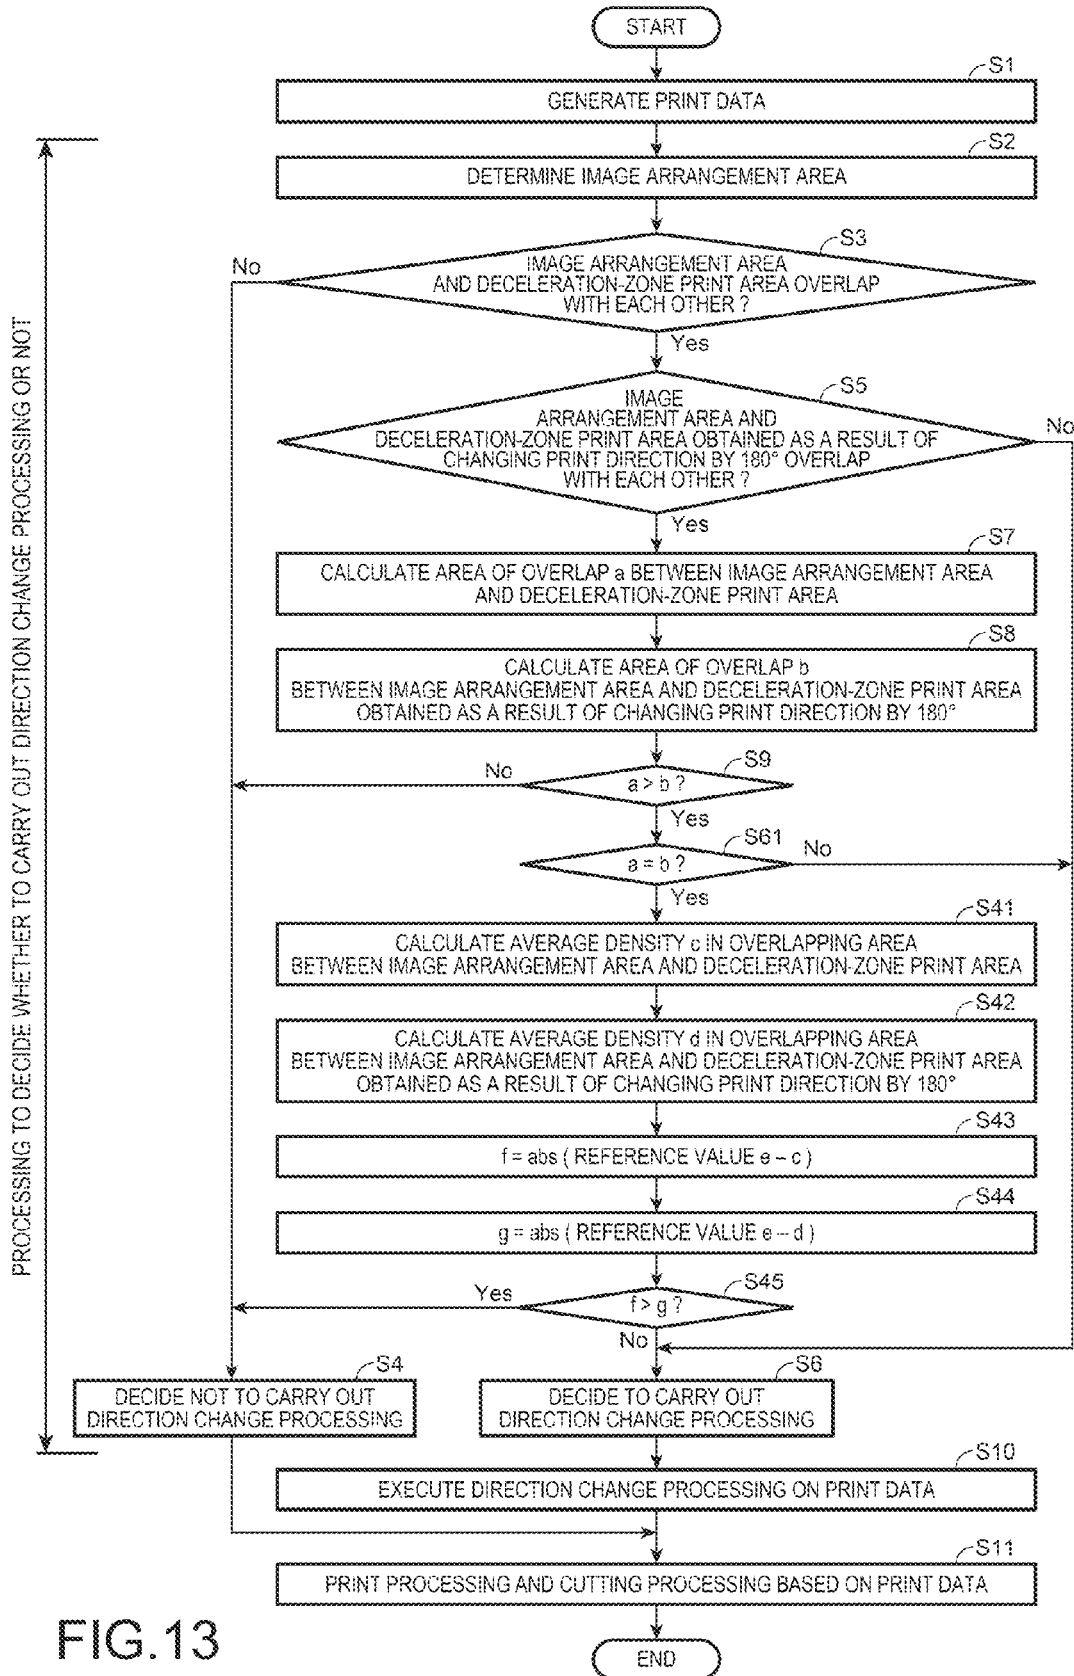 START
S1
GENERATE PRINT DATA
S2
DETERMINE IMAGE ARRANGEMENT AREA
S3
No
IMAGE ARRANGEMENT AREA
AND DECELERATION-ZONE PRINT AREA OVERLAP
WITH EACH OTHER ?
Yes
S5
No
IMAGE
ARRANGEMENT AREA AND
DECELERATION-ZONE PRINT AREA OBTAINED AS A RESULT OF
CHANGING PRINT DIRECTION BY 180° OVERLAP
WITH EACH OTHER ?
Yes
S7
CALCULATE AREA OF OVERLAP a BETWEEN IMAGE ARRANGEMENT AREA
AND DECELERATION-ZONE PRINT AREA
S8
CALCULATE AREA OF OVERLAP b
BETWEEN IMAGE ARRANGEMENT AREA AND DECELERATION-ZONE PRINT AREA
OBTAINED AS A RESULT OF CHANGING PRINT DIRECTION BY 180°
S9
No
a > b ?
Yes
S61
No
a = b ?
Yes
S41
CALCULATE AVERAGE DENSITY c IN OVERLAPPING AREA
BETWEEN IMAGE ARRANGEMENT AREA AND DECELERATION-ZONE PRINT AREA
S42
CALCULATE AVERAGE DENSITY d IN OVERLAPPING AREA
BETWEEN IMAGE ARRANGEMENT AREA AND DECELERATION-ZONE PRINT AREA
OBTAINED AS A RESULT OF CHANGING PRINT DIRECTION BY 180°
S43
f = abs ( REFERENCE VALUE e – c )
S44
g = abs ( REFERENCE VALUE e – d )
S45
Yes
f > g ?
No
S4
DECIDE NOT TO CARRY OUT
DIRECTION CHANGE PROCESSING
S6
DECIDE TO CARRY OUT
DIRECTION CHANGE PROCESSING
S10
EXECUTE DIRECTION CHANGE PROCESSING ON PRINT DATA
S11
PRINT PROCESSING AND CUTTING PROCESSING BASED ON PRINT DATA
END
PROCESSING TO DECIDE WHETHER TO CARRY OUT DIRECTION CHANGE PROCESSING OR NOT
FIG.13